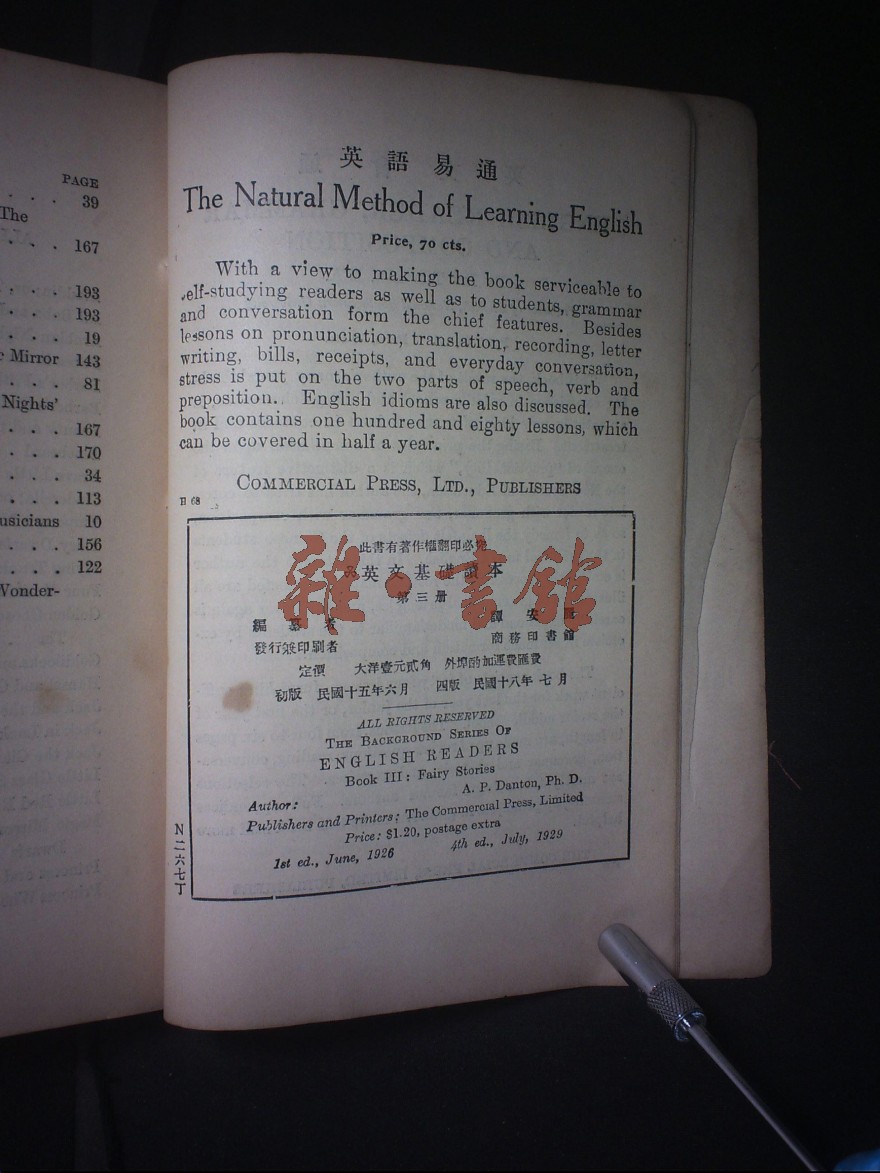 PAGE
. . 39
The
. . . 167
. . . 193
. . . 193
. . . 19
Mirror 143
. . . . 81
Nights'
. . . . 167
. . . . 170
. . . . 34
. . . . 113
usicians 10
. . . . 156
. . . . 122
Wonder-
英語易通
The Natural Method of Learning English
Price, 70 cts.
With a view to making the book serviceable to
self-studying readers as well as to students, grammar
and conversation form the chief features. Besides
lessons on pronunciation, translation, recording, letter
writing, bills, receipts, and everyday conversation,
stress is put on the two parts of speech, verb and
preposition. English idioms are also discussed. The
book contains one hundred and eighty lessons, which
can be covered in half a year.
COMMERCIAL PRESS, LTD., PUBLISHERS
H 68
此書有著作權翻印必究
英文基礎讀本
第三册
編纂者 譚安
發行兼印刷者 商務印書館
定價 大洋壹元貳角 外埠酌加運費匯費
初版 民國十五年六月 四版 民國十八年七月
ALL RIGHTS RESERVED
THE BACKGROUND SERIES OF
ENGLISH READERS
Book III: Fairy Stories
Author: A. P. Danton, Ph. D.
Publishers and Printers: The Commercial Press, Limited
Price: $1.20, postage extra
1st ed., June, 1926 4th ed., July, 1929
N二六七丁
雜·書館